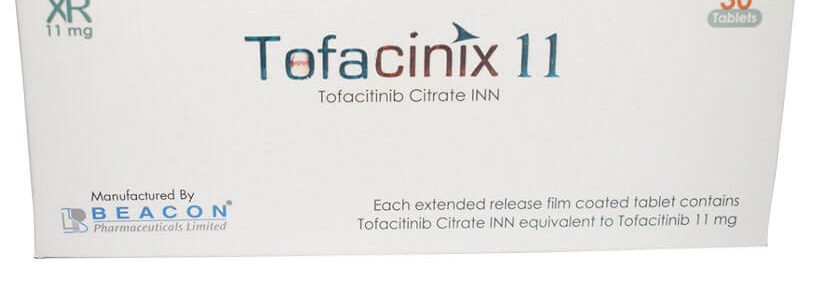 XR
11 mg
30
Tablets
Tofacinix 11
Tofacitinib Citrate INN
Manufactured By
BEACON®
Pharmaceuticals Limited
Each extended release film coated tablet contains
Tofacitinib Citrate INN equivalent to Tofacitinib 11 mg